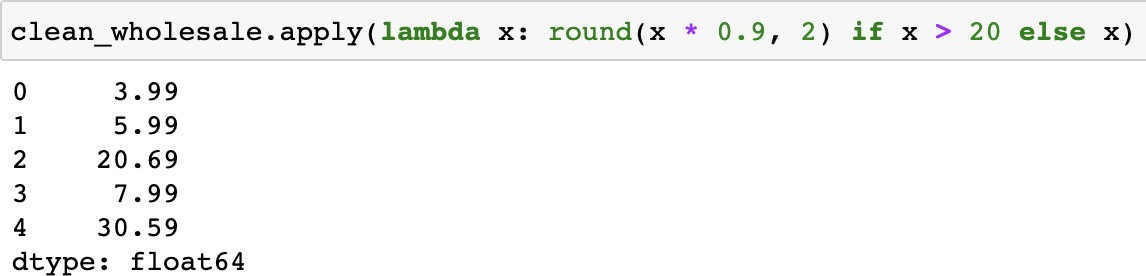 clean_wholesale.apply(lambda x: round(x * 0.9, 2) if x > 20 else x)
0     3.99
1     5.99
2    20.69
3     7.99
4    30.59
dtype: float64